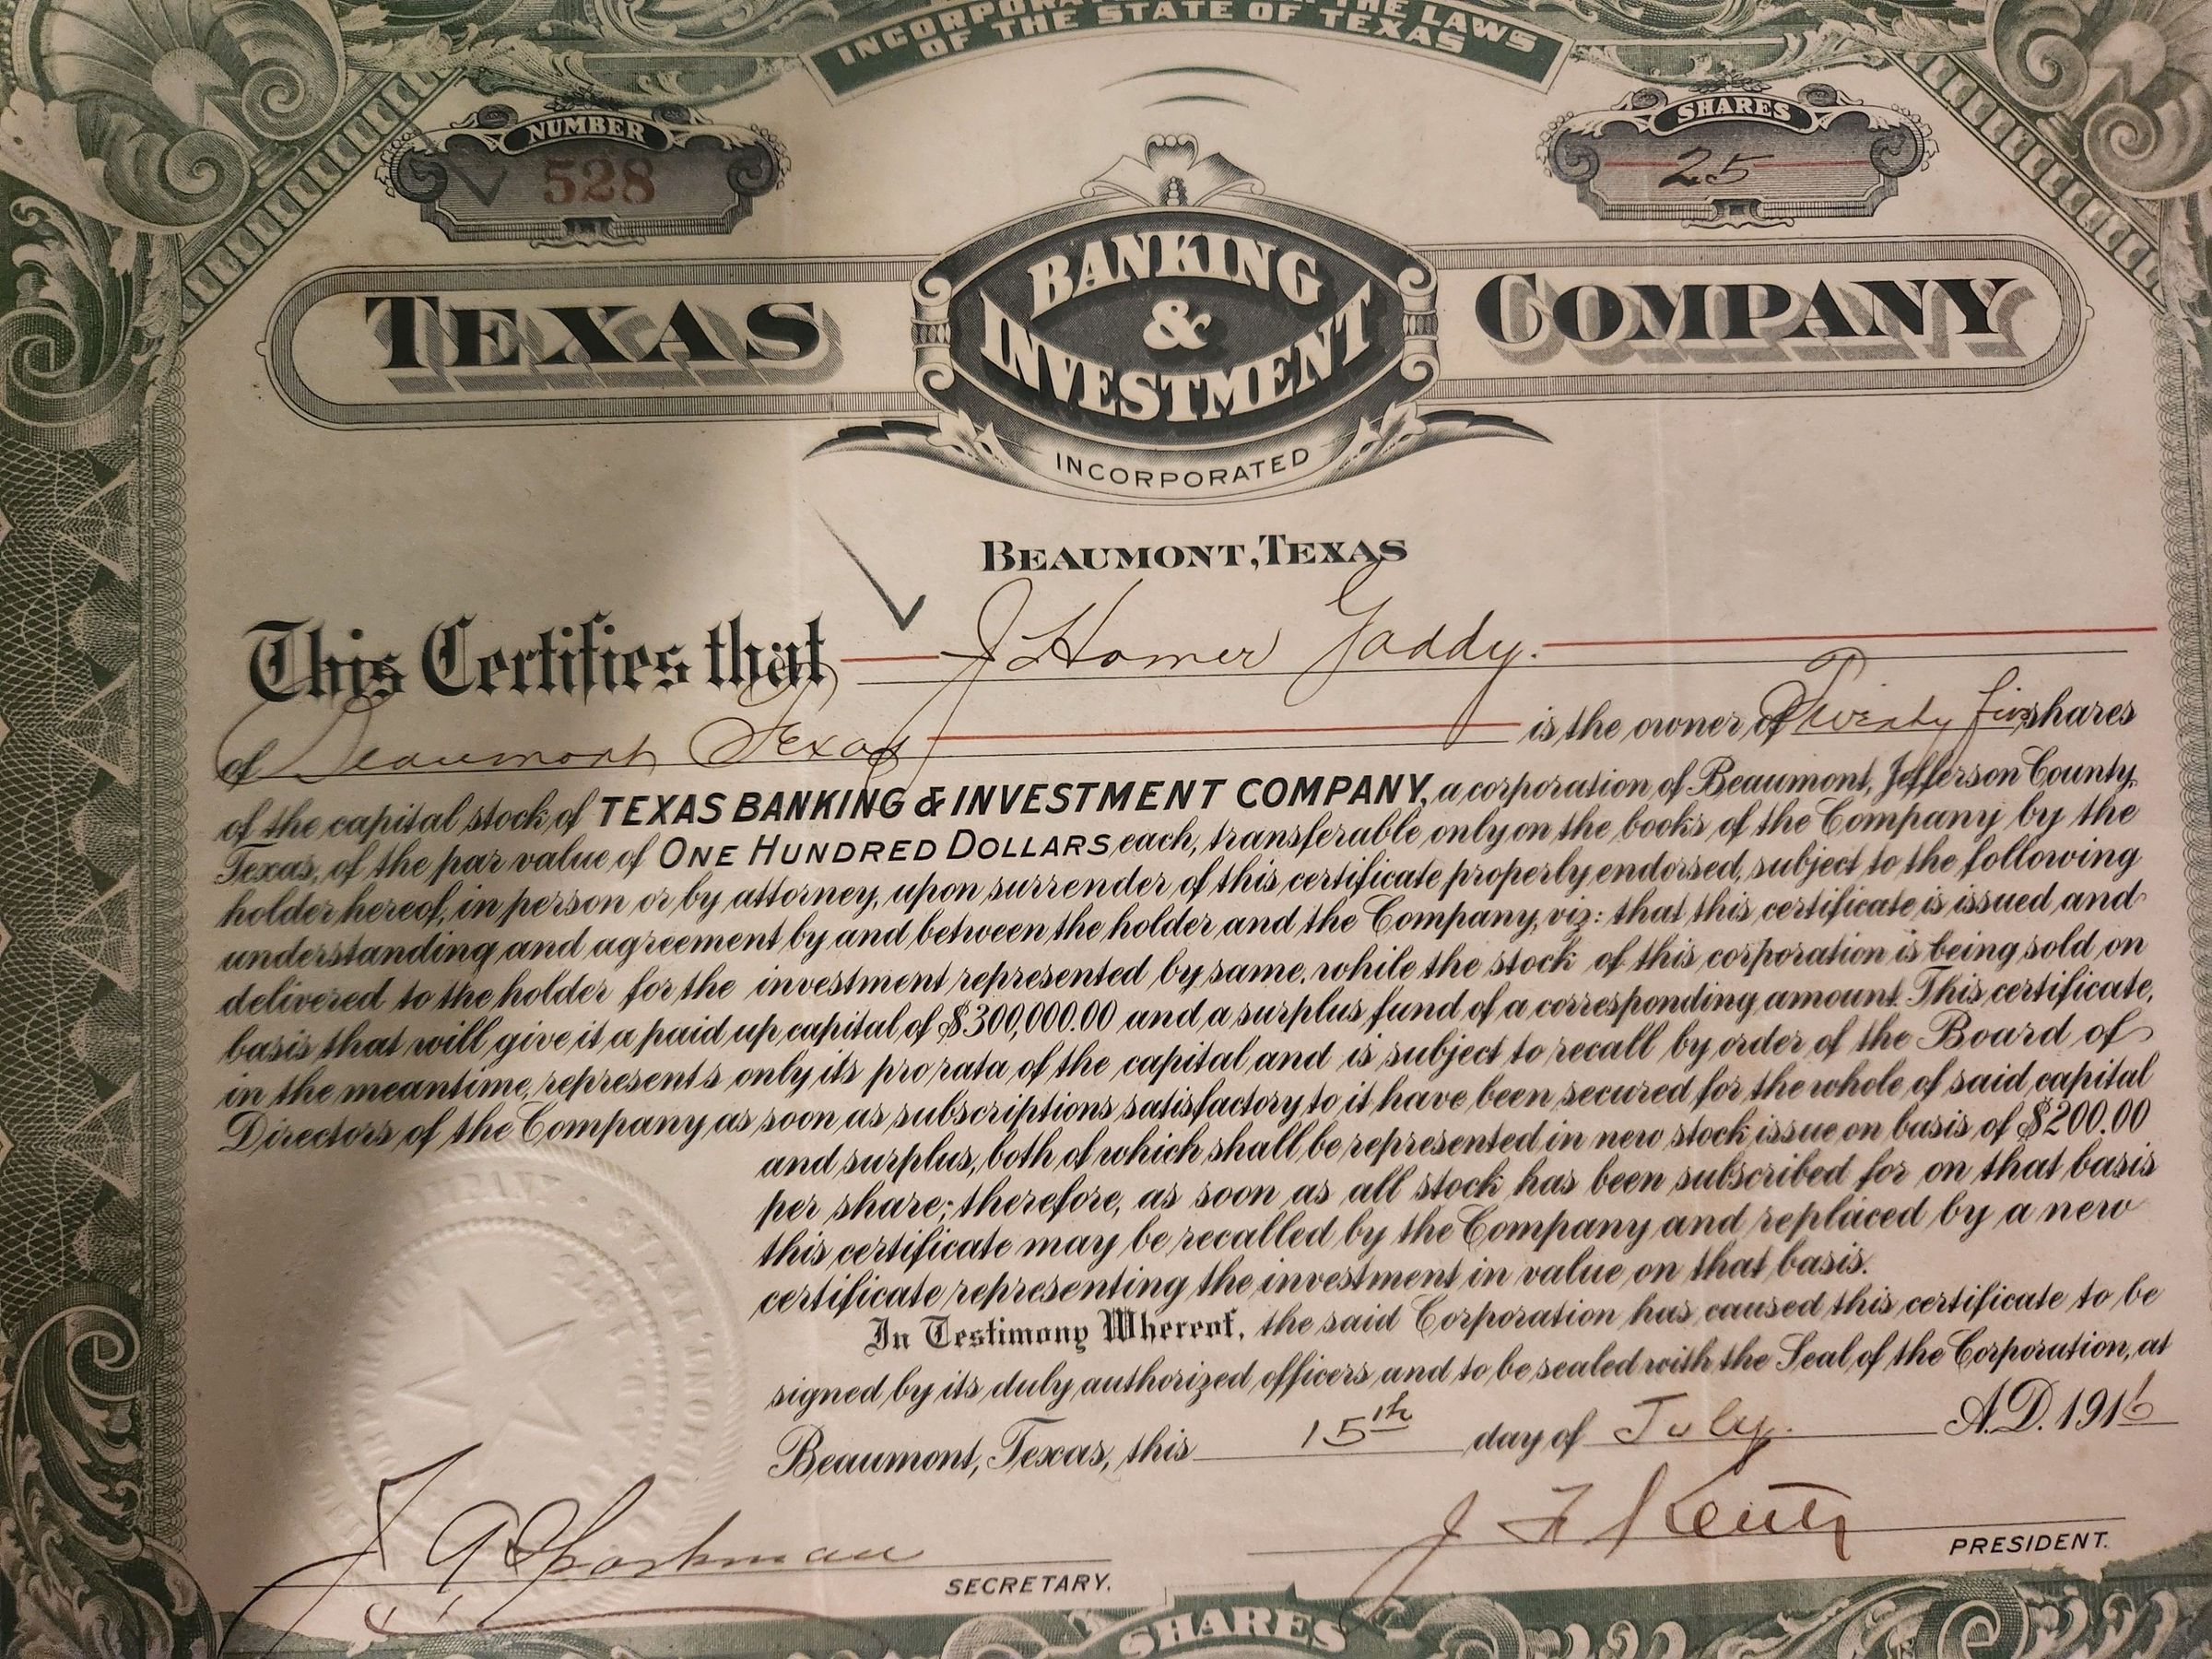 INCORPORATED THE LAWS
OF THE STATE OF TEXAS
NUMBER
528
SHARES
25
TEXAS BANKING & INVESTMENT COMPANY
INCORPORATED
BEAUMONT, TEXAS
This Certifies that J Homer Gaddy.
of Beaumont Texas is the owner of Twenty five shares
of the capital stock of TEXAS BANKING & INVESTMENT COMPANY, a corporation of Beaumont, Jefferson County,
Texas, of the par value of ONE HUNDRED DOLLARS each, transferable only on the books of the Company by the
holder hereof, in person or by attorney, upon surrender of this certificate properly endorsed, subject to the following
understanding and agreement by and between the holder and the Company, viz: that this certificate is issued and
delivered to the holder for the investment represented by same, while the stock of this corporation is being sold on
basis that will give it a paid up capital of $300,000.00 and a surplus fund of a corresponding amount. This certificate,
in the meantime, represents only its pro rata of the capital and is subject to recall by order of the Board of
Directors of the Company as soon as subscriptions satisfactory to it have been secured for the whole of said capital
and surplus, both of which shall be represented in new stock issue on basis of $200.00
per share; therefore, as soon as all stock has been subscribed for on that basis
this certificate may be recalled by the Company and replaced by a new
certificate representing the investment in value on that basis.
In Testimony Whereof, the said Corporation has caused this certificate to be
signed by its duly authorized officers and to be sealed with the Seal of the Corporation, at
Beaumont, Texas, this 15th day of July. A.D. 1916
SECRETARY.
PRESIDENT.
SHARES